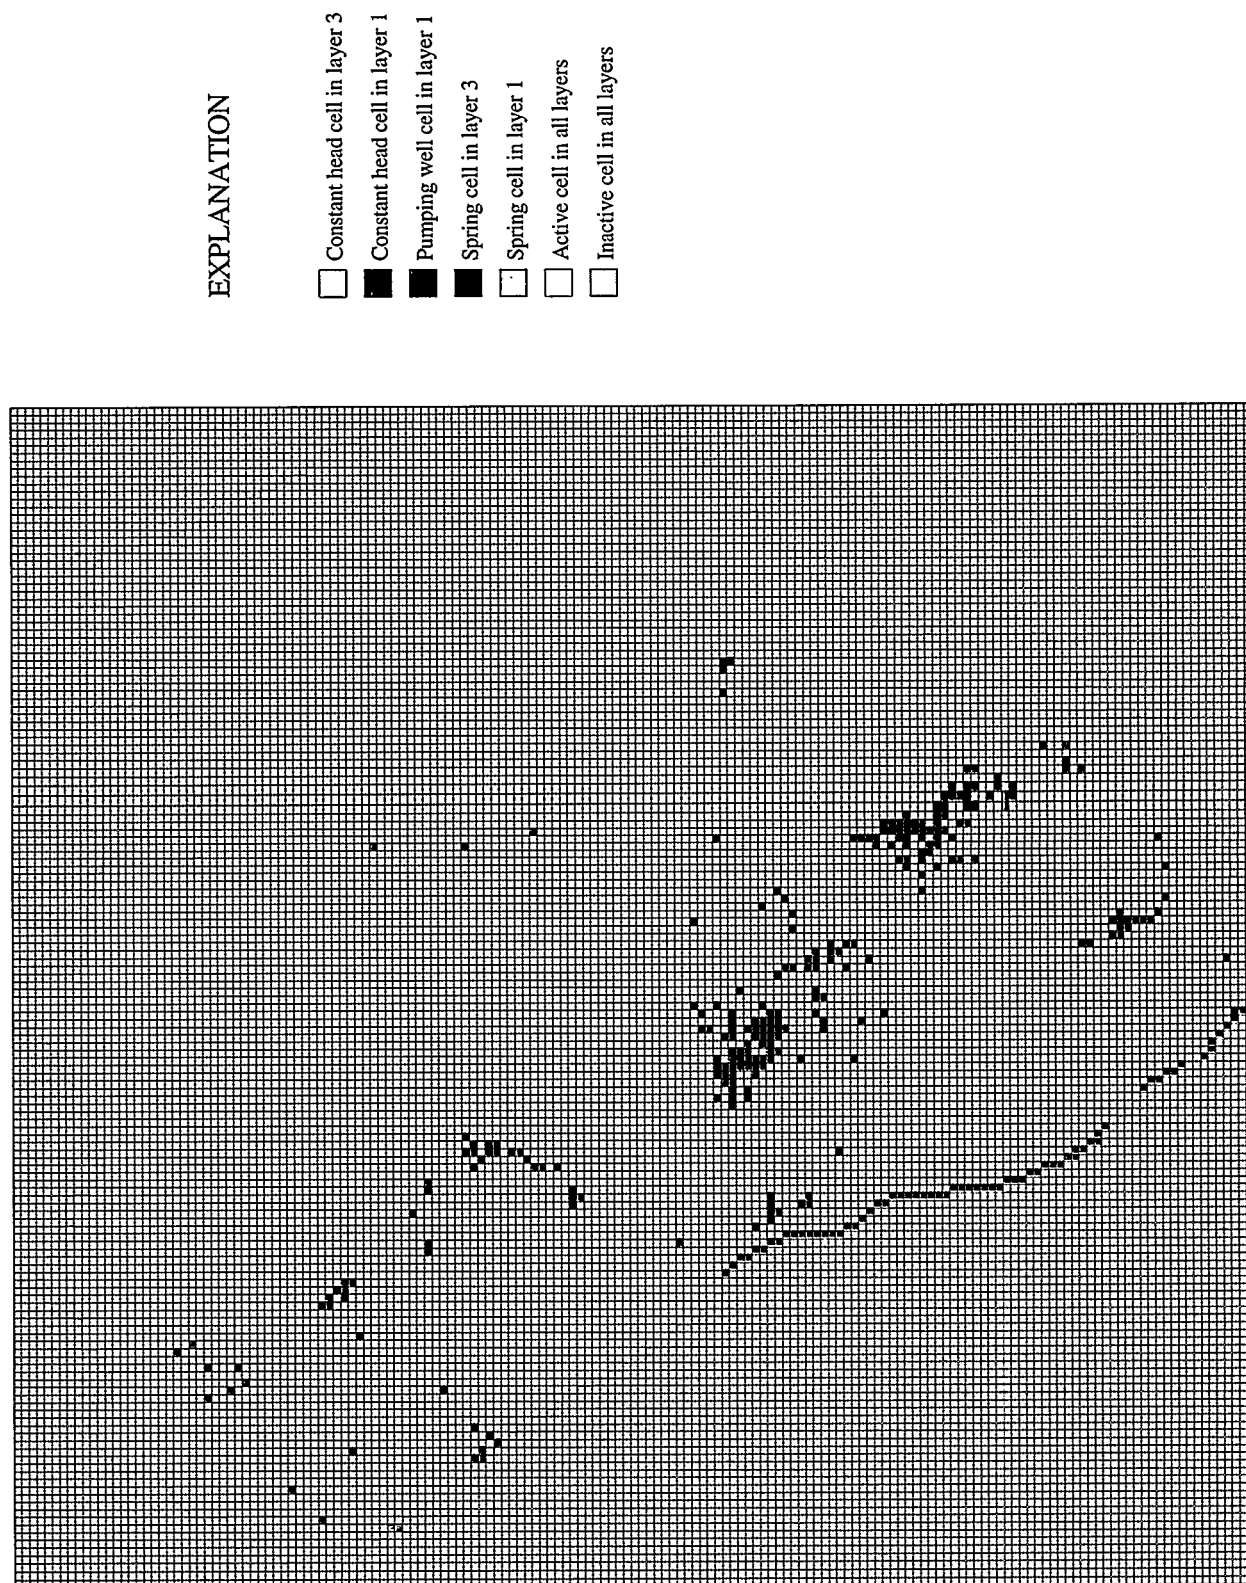 EXPLANATION
Constant head cell in layer 3
Constant head cell in layer 1
Pumping well cell in layer 1
Spring cell in layer 3
Spring cell in layer 1
Active cell in all layers
Inactive cell in all layers